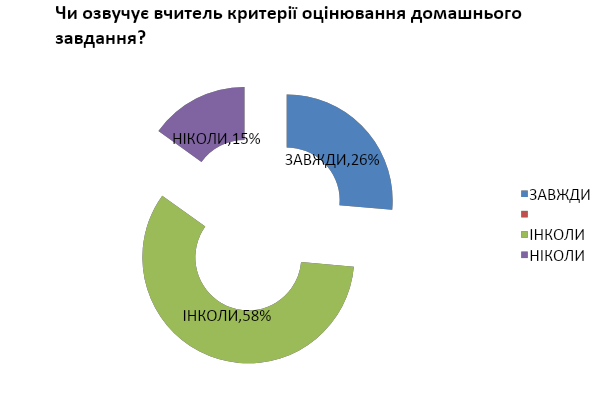 Чи озвучує вчитель критерії оцінювання домашнього
завдання?
НІКОЛИ,15%
ЗАВЖДИ,26%
ІНКОЛИ,58%
ЗАВЖДИ
ІНКОЛИ
НІКОЛИ